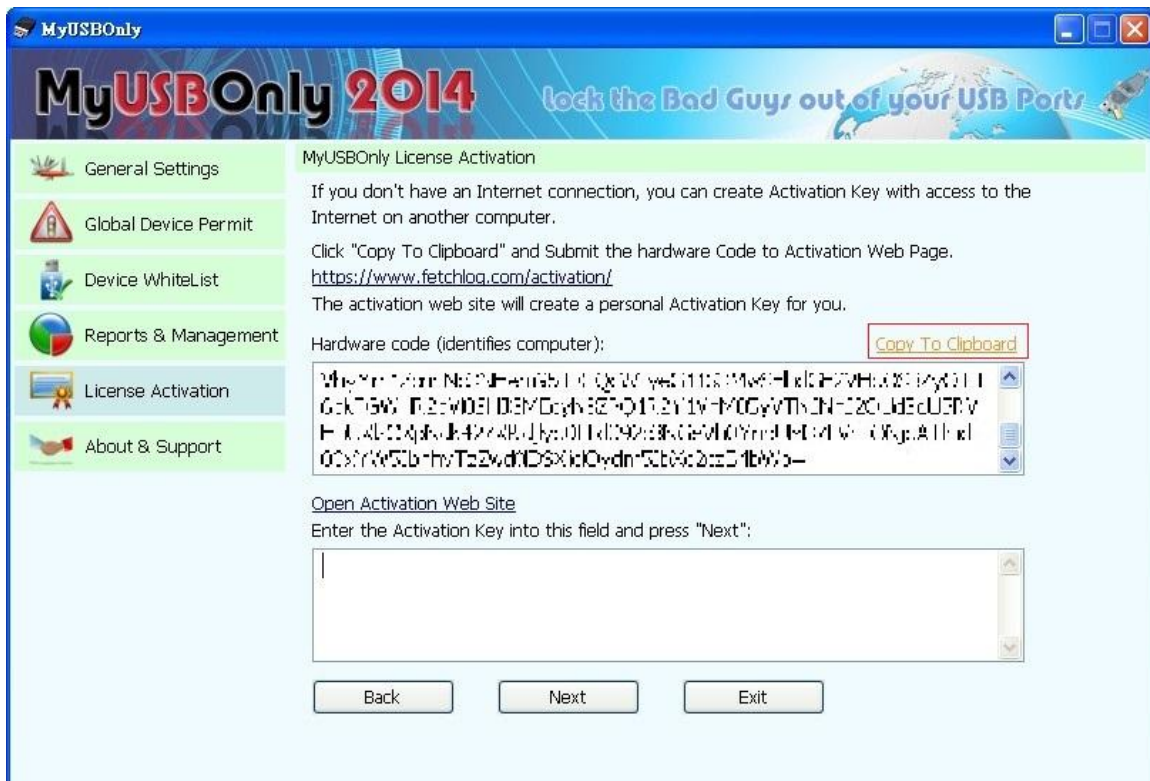 MyUSBOnly
MyUSBOnly 2014
Lock the Bad Guys out of your USB Ports
General Settings
Global Device Permit
Device WhiteList
Reports & Management
License Activation
About & Support
MyUSBOnly License Activation
If you don't have an Internet connection, you can create Activation Key with access to the
Internet on another computer.
Click "Copy To Clipboard" and Submit the hardware Code to Activation Web Page.
https://www.fetchlog.com/activation/
The activation web site will create a personal Activation Key for you.
Hardware code (identifies computer):
Copy To Clipboard
Open Activation Web Site
Enter the Activation Key into this field and press "Next":
Back
Next
Exit